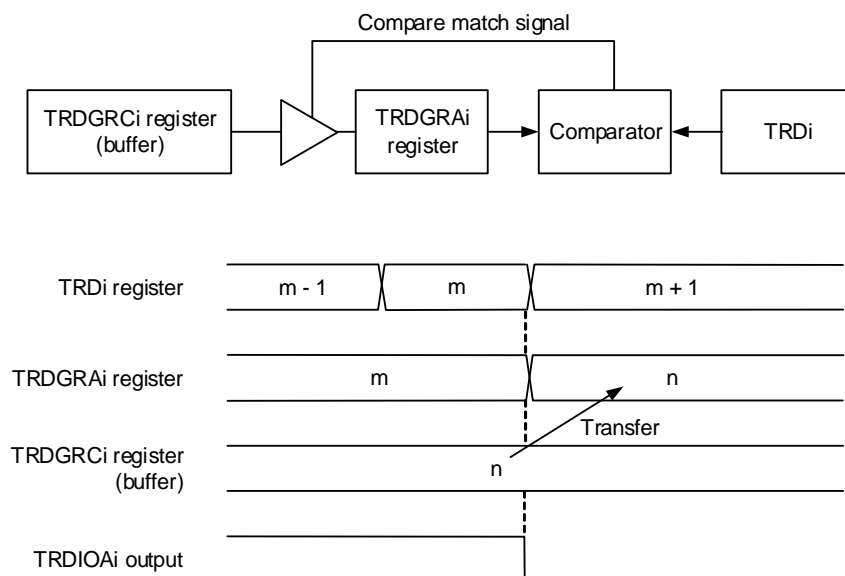 Compare match signal
TRDGRCi register
(buffer)
TRDGRAi
register
Comparator
TRDi
TRDi register
m - 1
m
m + 1
TRDGRAi register
m
n
Transfer
TRDGRCi register
(buffer)
n
TRDIOAi output